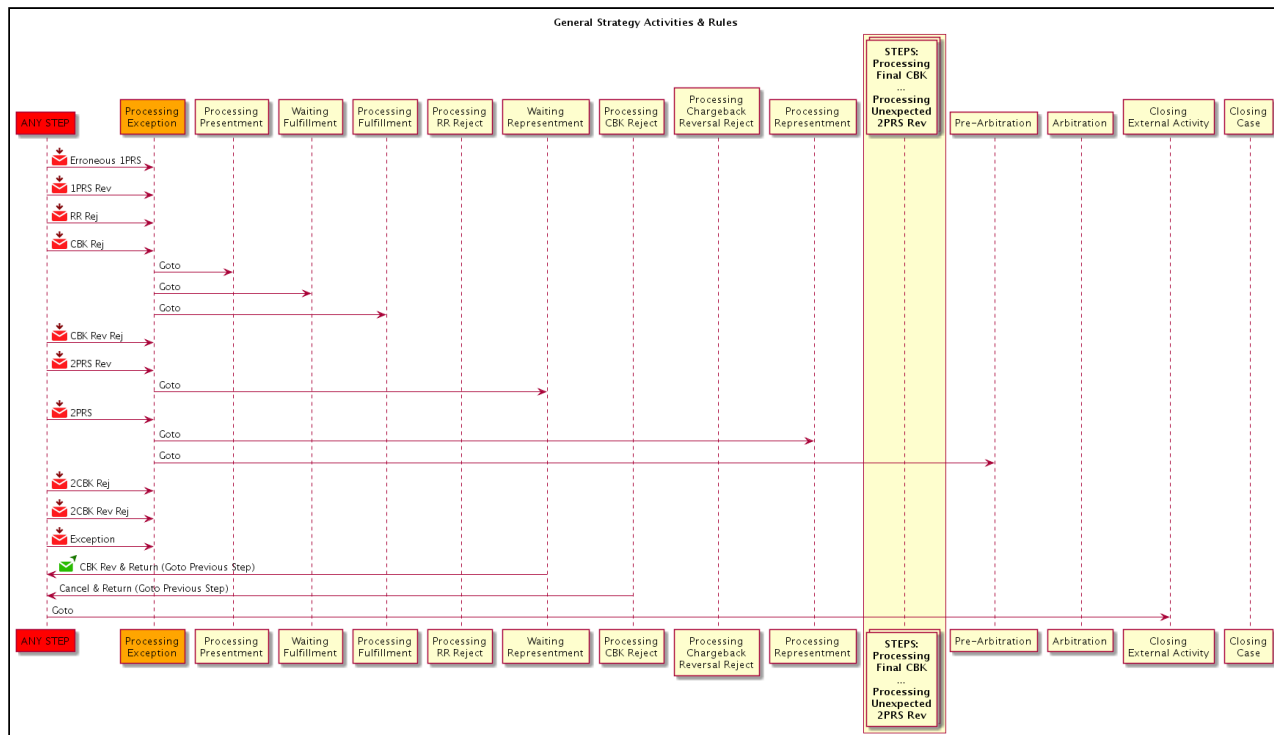 General Strategy Activities & Rules
ANY STEP
Processing
Exception
Processing
Presentment
Waiting
Fulfillment
Processing
Fulfillment
Processing
RR Reject
Waiting
Representment
Processing
CBK Reject
Processing
Chargeback
Reversal Reject
Processing
Representment
STEPS:
Processing
Final CBK
...
Processing
Unexpected
2PRS Rev
Pre-Arbitration
Arbitration
Closing
External Activity
Closing
Case
Erroneous 1PRS
1PRS Rev
RR Rej
CBK Rej
Goto
Goto
Goto
CBK Rev Rej
2PRS Rev
Goto
2PRS
Goto
Goto
2CBK Rej
2CBK Rev Rej
Exception
CBK Rev & Return (Goto Previous Step)
Cancel & Return (Goto Previous Step)
Goto
ANY STEP
Processing
Exception
Processing
Presentment
Waiting
Fulfillment
Processing
Fulfillment
Processing
RR Reject
Waiting
Representment
Processing
CBK Reject
Processing
Chargeback
Reversal Reject
Processing
Representment
STEPS:
Processing
Final CBK
...
Processing
Unexpected
2PRS Rev
Pre-Arbitration
Arbitration
Closing
External Activity
Closing
Case